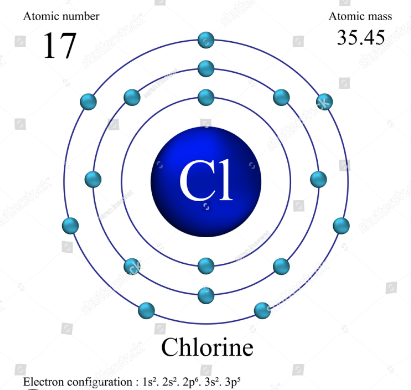 Atomic number
17
Atomic mass
35.45
Cl
Chlorine
Electron configuration : 1s². 2s². 2p⁶. 3s². 3p⁵